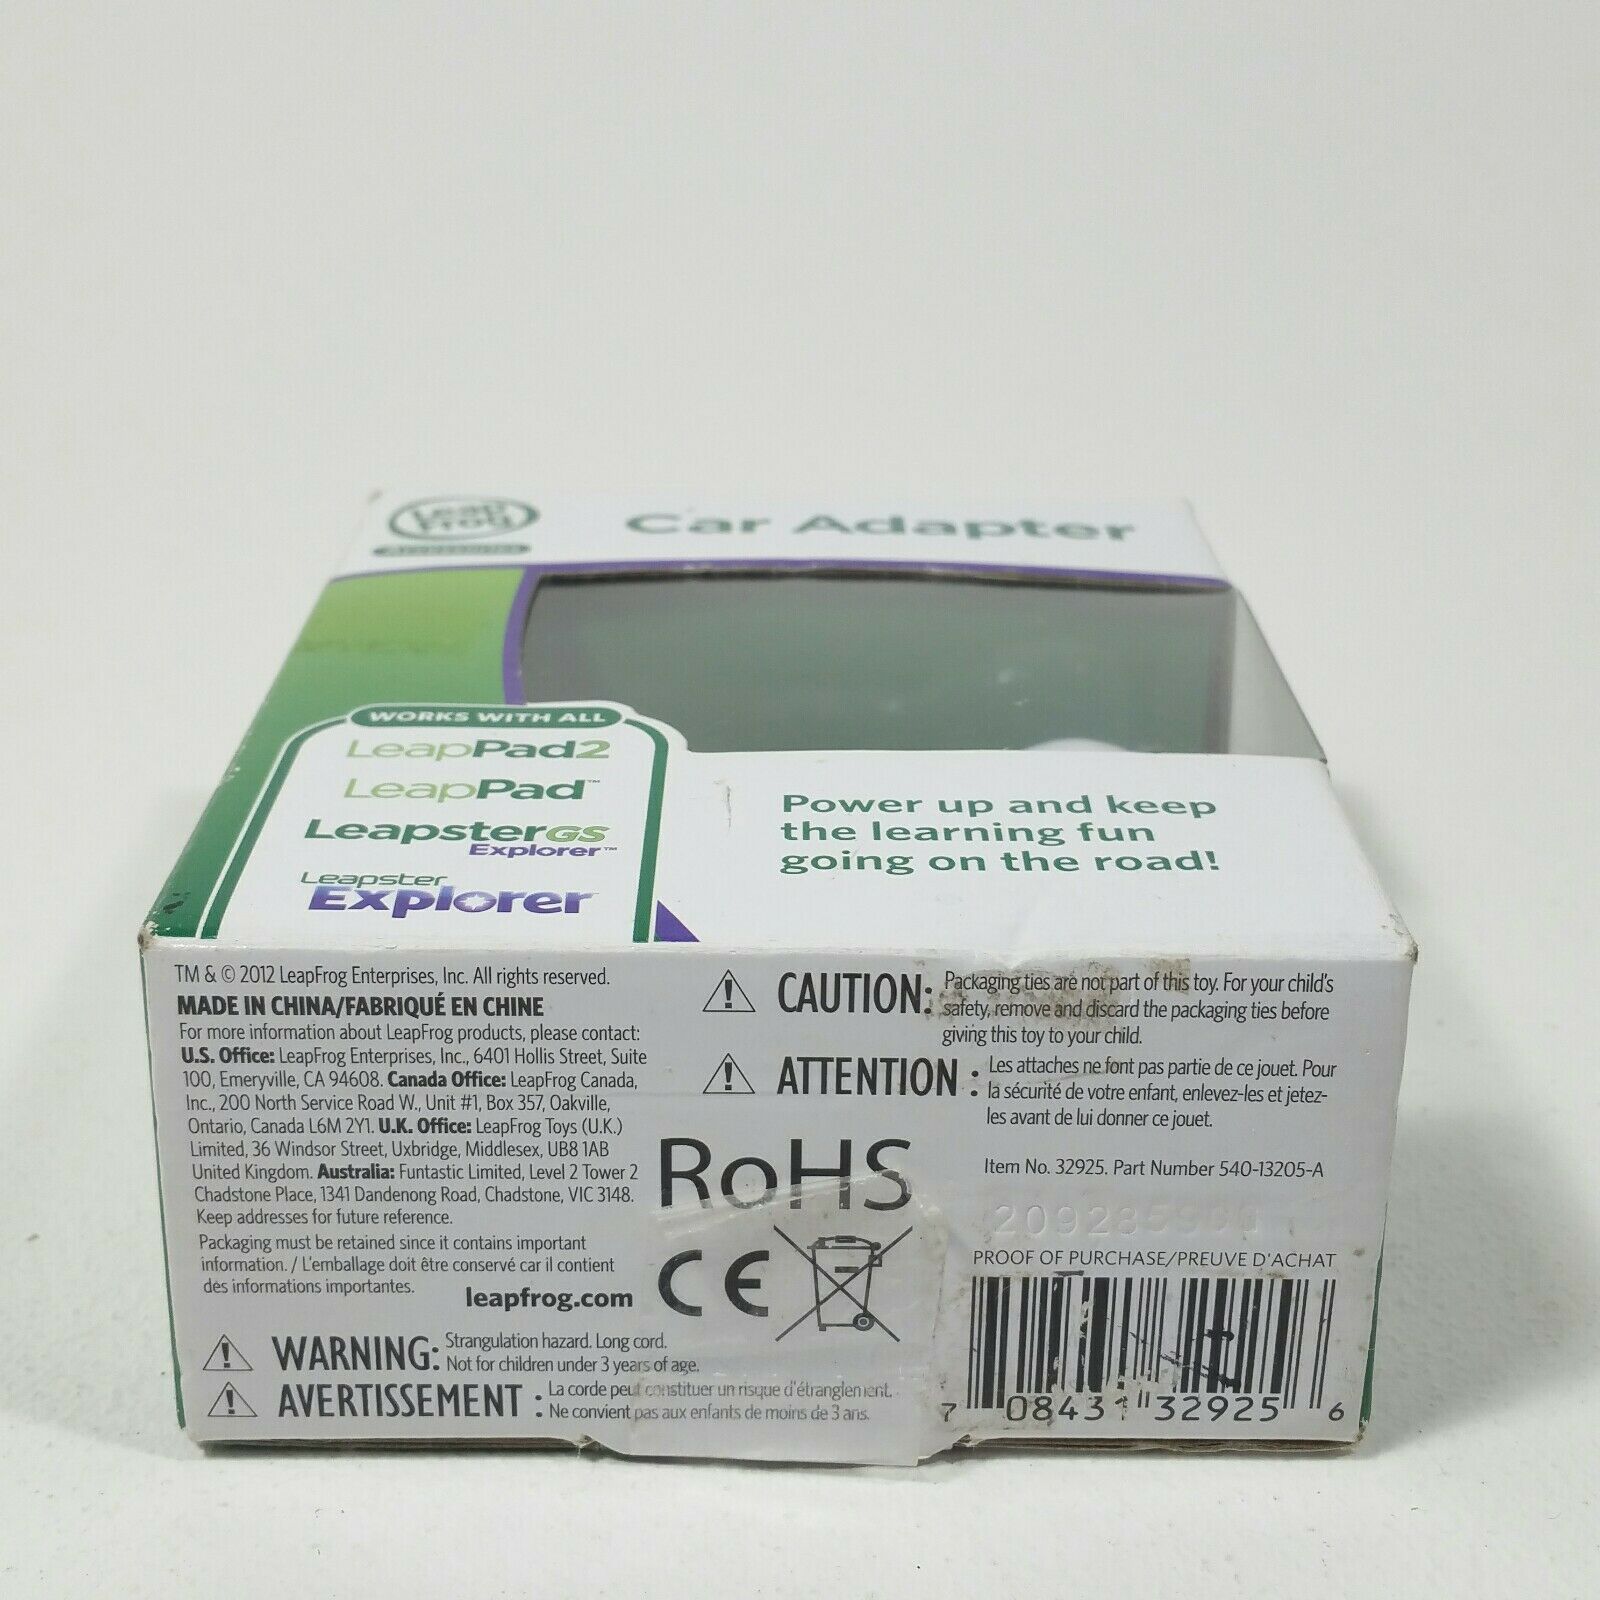 Leap
Frog
Accessories
Car Adapter
WORKS WITH ALL
LeapPad2
LeapPad™
LeapsterGS
Explorer™
Leapster
Explorer
Power up and keep
the learning fun
going on the road!
TM & © 2012 LeapFrog Enterprises, Inc. All rights reserved.
MADE IN CHINA/FABRIQUÉ EN CHINE
For more information about LeapFrog products, please contact:
U.S. Office: LeapFrog Enterprises, Inc., 6401 Hollis Street, Suite
100, Emeryville, CA 94608. Canada Office: LeapFrog Canada,
Inc., 200 North Service Road W., Unit #1, Box 357, Oakville,
Ontario, Canada L6M 2Y1. U.K. Office: LeapFrog Toys (U.K.)
Limited, 36 Windsor Street, Uxbridge, Middlesex, UB8 1AB
United Kingdom. Australia: Funtastic Limited, Level 2 Tower 2
Chadstone Place, 1341 Dandenong Road, Chadstone, VIC 3148.
Keep addresses for future reference.
Packaging must be retained since it contains important
information. / L'emballage doit être conservé car il contient
des informations importantes.
leapfrog.com
WARNING: Strangulation hazard. Long cord.
Not for children under 3 years of age.
AVERTISSEMENT : La corde peut constituer un risque d'étranglement.
Ne convient pas aux enfants de moins de 3 ans.
CAUTION: Packaging ties are not part of this toy. For your child's
safety, remove and discard the packaging ties before
giving this toy to your child.
ATTENTION : Les attaches ne font pas partie de ce jouet. Pour
la sécurité de votre enfant, enlevez-les et jetez-
les avant de lui donner ce jouet.
RoHS
CE
Item No. 32925. Part Number 540-13205-A
PROOF OF PURCHASE/PREUVE D'ACHAT
7 08431 32925 6